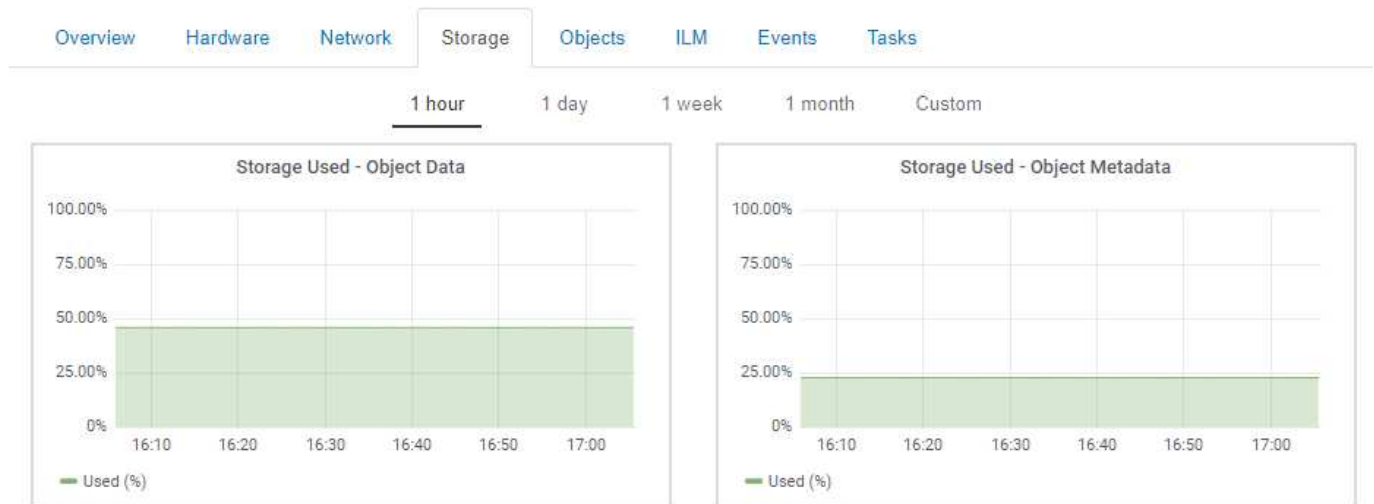 Overview Hardware Network Storage Objects ILM Events Tasks
1 hour 1 day 1 week 1 month Custom
Storage Used - Object Data
100.00%
75.00%
50.00%
25.00%
0%
16:10 16:20 16:30 16:40 16:50 17:00
Used (%)
Storage Used - Object Metadata
100.00%
75.00%
50.00%
25.00%
0%
16:10 16:20 16:30 16:40 16:50 17:00
Used (%)